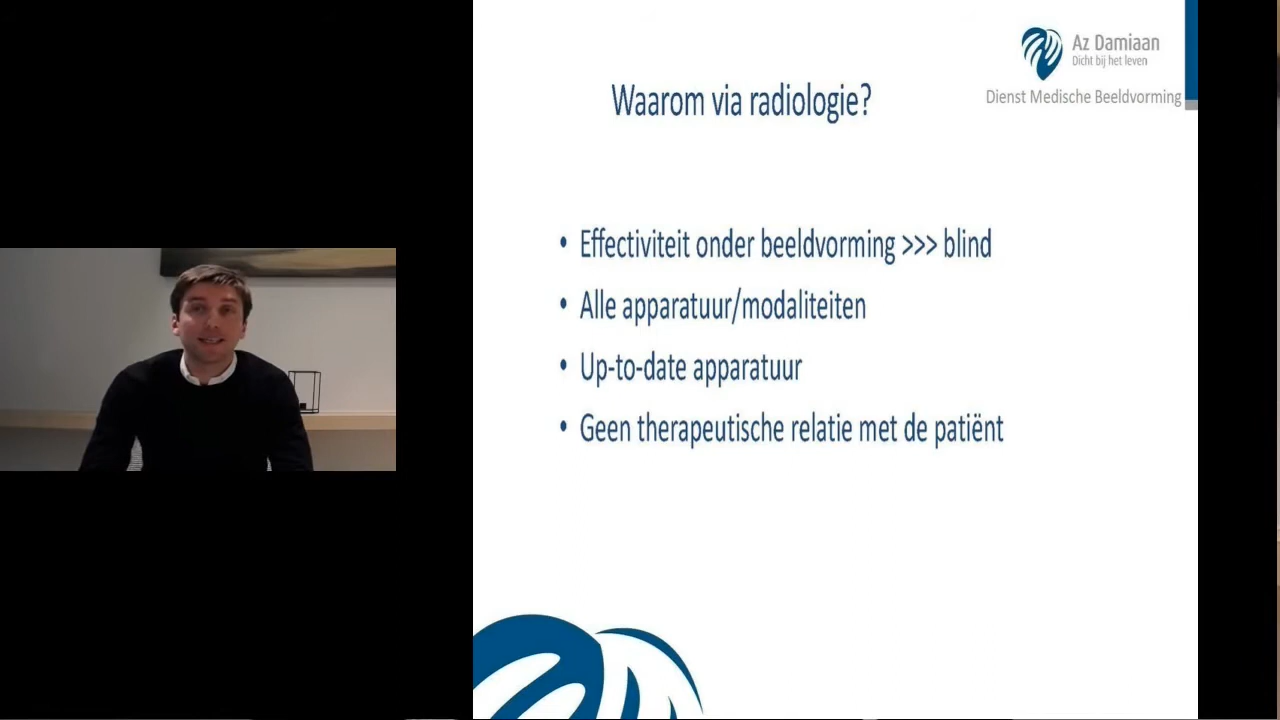 Az Damiaan
Dicht bij het leven
Dienst Medische Beeldvorming
Waarom via radiologie?
• Effectiviteit onder beeldvorming >>> blind
• Alle apparatuur/modaliteiten
• Up-to-date apparatuur
• Geen therapeutische relatie met de patiënt